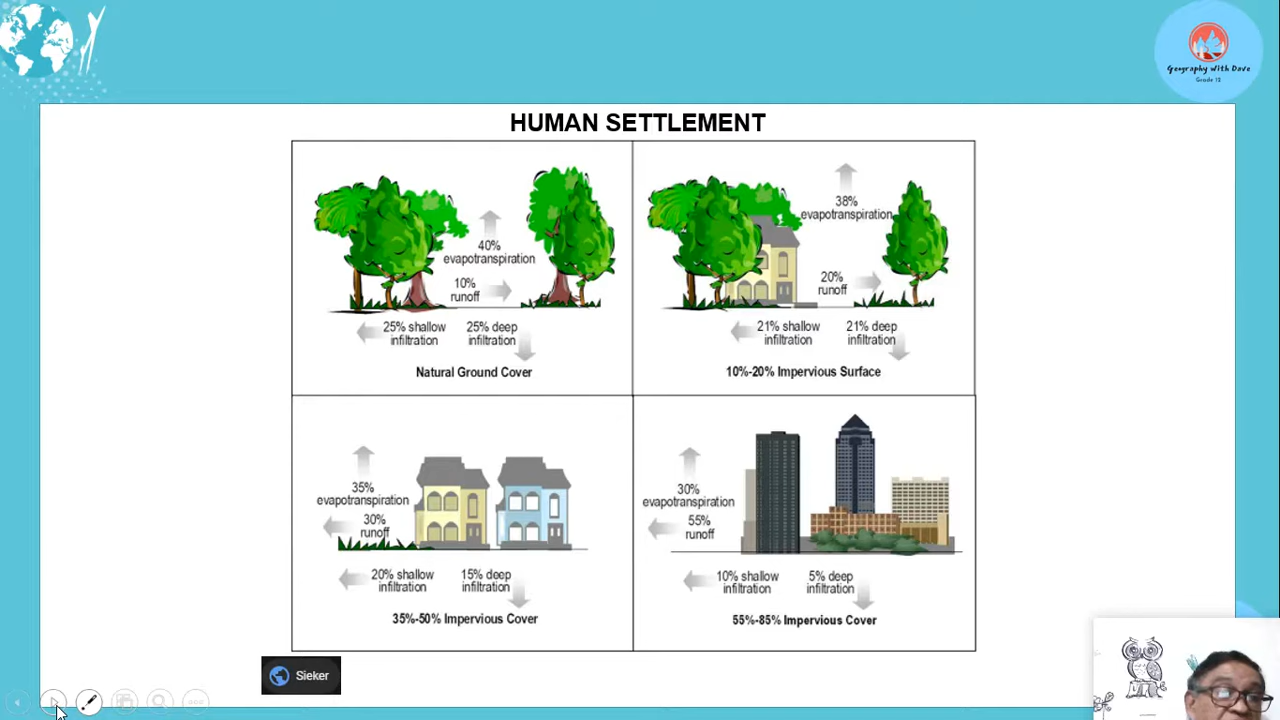 Geography With Dave
Grade 12
HUMAN SETTLEMENT
40%
evapotranspiration
10%
runoff
25% shallow
infiltration
25% deep
infiltration
Natural Ground Cover
38%
evapotranspiration
20%
runoff
21% shallow
infiltration
21% deep
infiltration
10%-20% Impervious Surface
35%
evapotranspiration
30%
runoff
20% shallow
infiltration
15% deep
infiltration
35%-50% Impervious Cover
30%
evapotranspiration
55%
runoff
10% shallow
infiltration
5% deep
infiltration
55%-85% Impervious Cover
Sieker